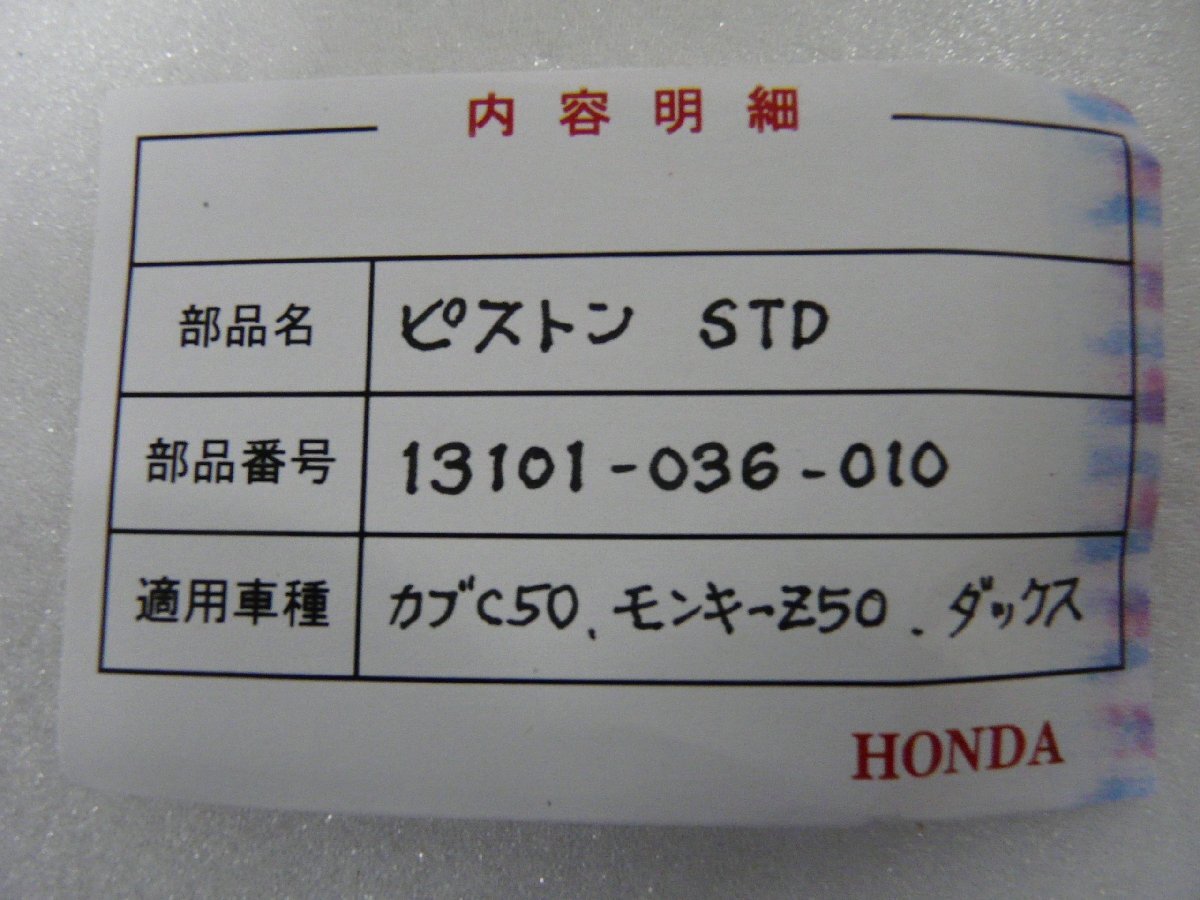 内容明細
部品名 ピストン STD
部品番号 13101-036-010
適用車種 カブC50、モンキーZ50、ダックス
HONDA